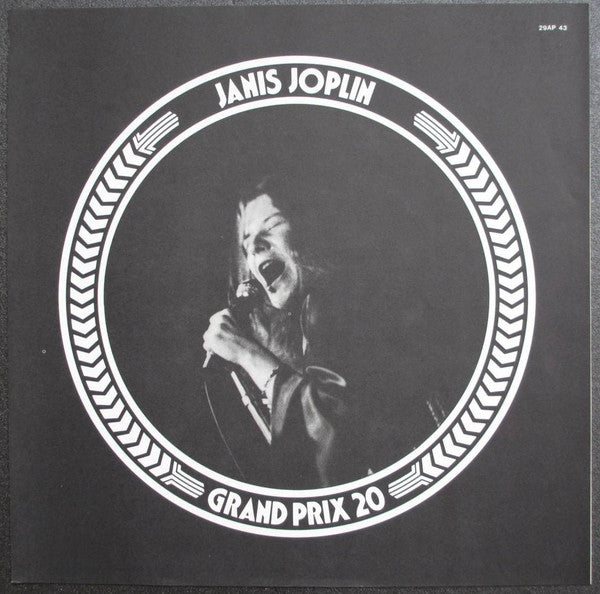 29AP 43
JANIS JOPLIN
GRAND PRIX 20